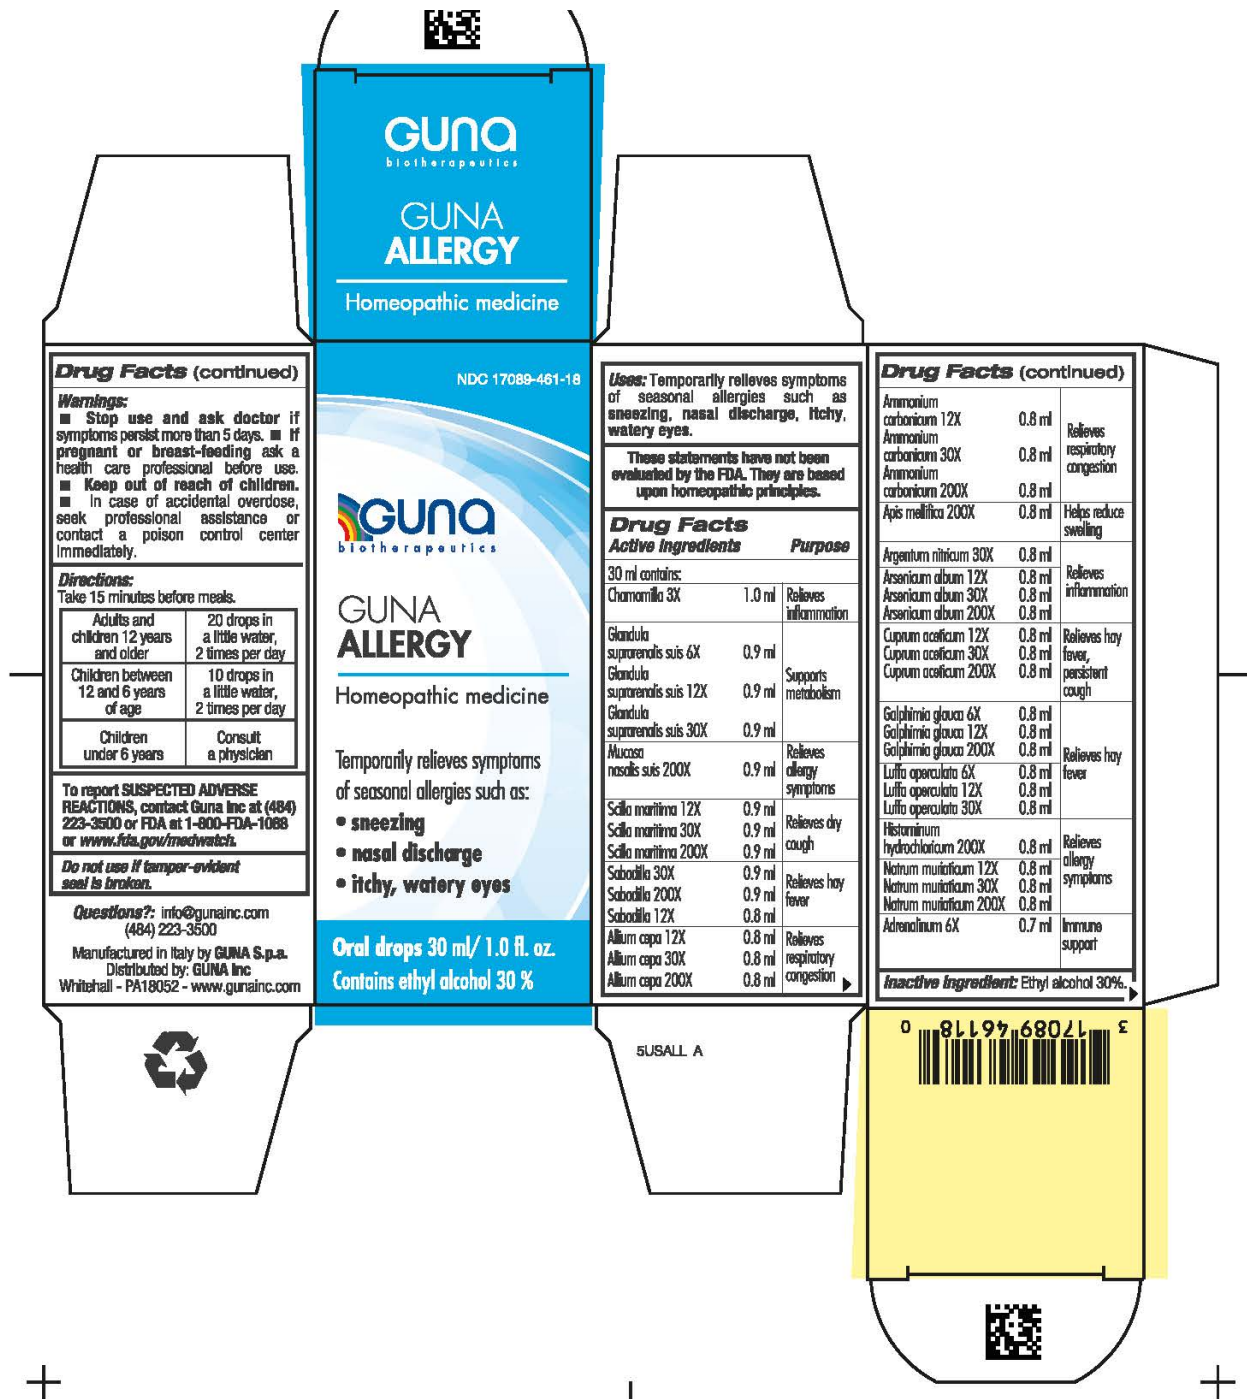 GUNA
biotherapeutics
GUNA
ALLERGY
Homeopathic medicine
Drug Facts (continued)
Warnings:
■ Stop use and ask doctor if
symptoms persist more than 5 days. ■ If
pregnant or breast-feeding ask a
health care professional before use.
■ Keep out of reach of children.
■ In case of accidental overdose,
seek professional assistance or
contact a poison control center
immediately.
Directions:
Take 15 minutes before meals.
Adults and
children 12 years
and older
20 drops in
a little water,
2 times per day
Children between
12 and 6 years
of age
10 drops in
a little water,
2 times per day
Children
under 6 years
Consult
a physician
To report SUSPECTED ADVERSE
REACTIONS, contact Guna Inc at (484)
223-3500 or FDA at 1-800-FDA-1088
or www.fda.gov/medwatch.
Do not use if tamper-evident
seal is broken.
Questions?: info@gunainc.com
(484) 223-3500
Manufactured in Italy by GUNA S.p.a.
Distributed by: GUNA Inc
Whitehall - PA18052 - www.gunainc.com
NDC 17089-461-18
GUNA
biotherapeutics
GUNA
ALLERGY
Homeopathic medicine
Temporarily relieves symptoms
of seasonal allergies such as:
• sneezing
• nasal discharge
• itchy, watery eyes
Oral drops 30 ml/ 1.0 fl. oz.
Contains ethyl alcohol 30 %
Uses: Temporarily relieves symptoms
of seasonal allergies such as
sneezing, nasal discharge, itchy,
watery eyes.
These statements have not been
evaluated by the FDA. They are based
upon homeopathic principles.
Drug Facts
Active ingredients Purpose
30 ml contains:
Chamomilla 3X 1.0 ml Relieves
inflammation
Glandula
suprarenalis suis 6X 0.9 ml
Glandula
suprarenalis suis 12X 0.9 ml
Supports
metabolism
Glandula
suprarenalis suis 30X 0.9 ml
Mucosa
nasalis suis 200X 0.9 ml
Relieves
allergy
symptoms
Scilla maritima 12X 0.9 ml
Scilla maritima 30X 0.9 ml
Scilla maritima 200X 0.9 ml
Relieves dry
cough
Sabadilla 30X 0.9 ml
Sabadilla 200X 0.9 ml
Sabadilla 12X 0.8 ml
Relieves hay
fever
Allium cepa 12X 0.8 ml
Allium cepa 30X 0.8 ml
Allium cepa 200X 0.8 ml
Relieves
respiratory
congestion
5USALL A
Drug Facts (continued)
Ammonium
carbonicum 12X 0.8 ml
Ammonium
carbonicum 30X 0.8 ml
Ammonium
carbonicum 200X 0.8 ml
Relieves
respiratory
congestion
Apis mellifica 200X 0.8 ml Helps reduce
swelling
Argentum nitricum 30X 0.8 ml
Arsenicum album 12X 0.8 ml
Arsenicum album 30X 0.8 ml
Arsenicum album 200X 0.8 ml
Relieves
inflammation
Cuprum aceticum 12X 0.8 ml
Cuprum aceticum 30X 0.8 ml
Cuprum aceticum 200X 0.8 ml
Relieves hay
fever,
persistent
cough
Galphimia glauca 6X 0.8 ml
Galphimia glauca 12X 0.8 ml
Galphimia glauca 200X 0.8 ml
Luffa operculata 6X 0.8 ml
Luffa operculata 12X 0.8 ml
Luffa operculata 30X 0.8 ml
Relieves hay
fever
Histaminum
hydrochloricum 200X 0.8 ml
Natrum muriaticum 12X 0.8 ml
Natrum muriaticum 30X 0.8 ml
Natrum muriaticum 200X 0.8 ml
Relieves
allergy
symptoms
Adrenalinum 6X 0.7 ml Immune
support
Inactive Ingredient: Ethyl alcohol 30%.
3 17089 46118 0